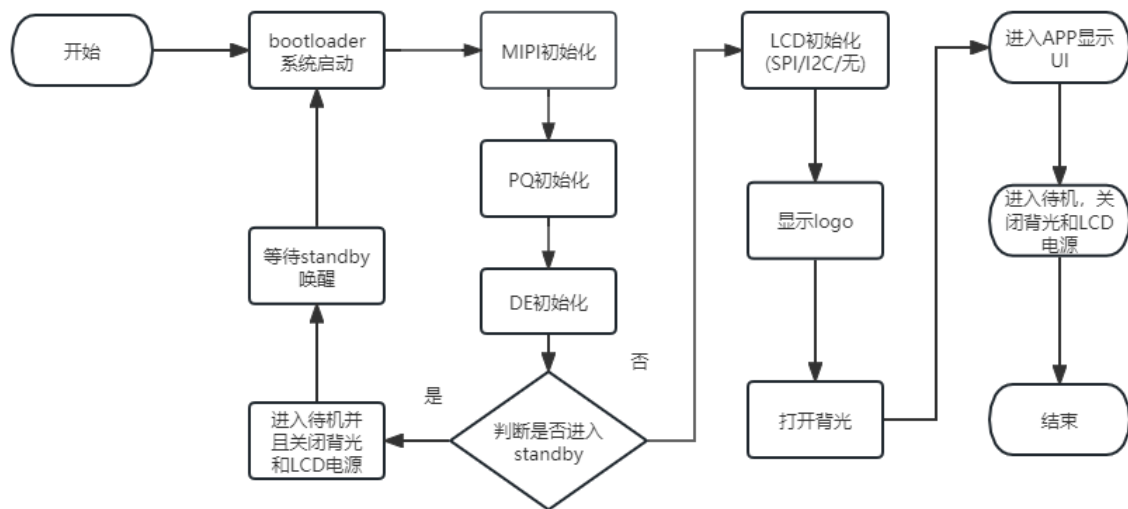 开始
bootloader
系统启动
MIPI初始化
PQ初始化
DE初始化
判断是否进入
standby
是
进入待机并
且关闭背光
和LCD电源
等待standby
唤醒
否
LCD初始化
(SPI/I2C/无)
显示logo
打开背光
进入APP显示
UI
进入待机，关
闭背光和LCD
电源
结束